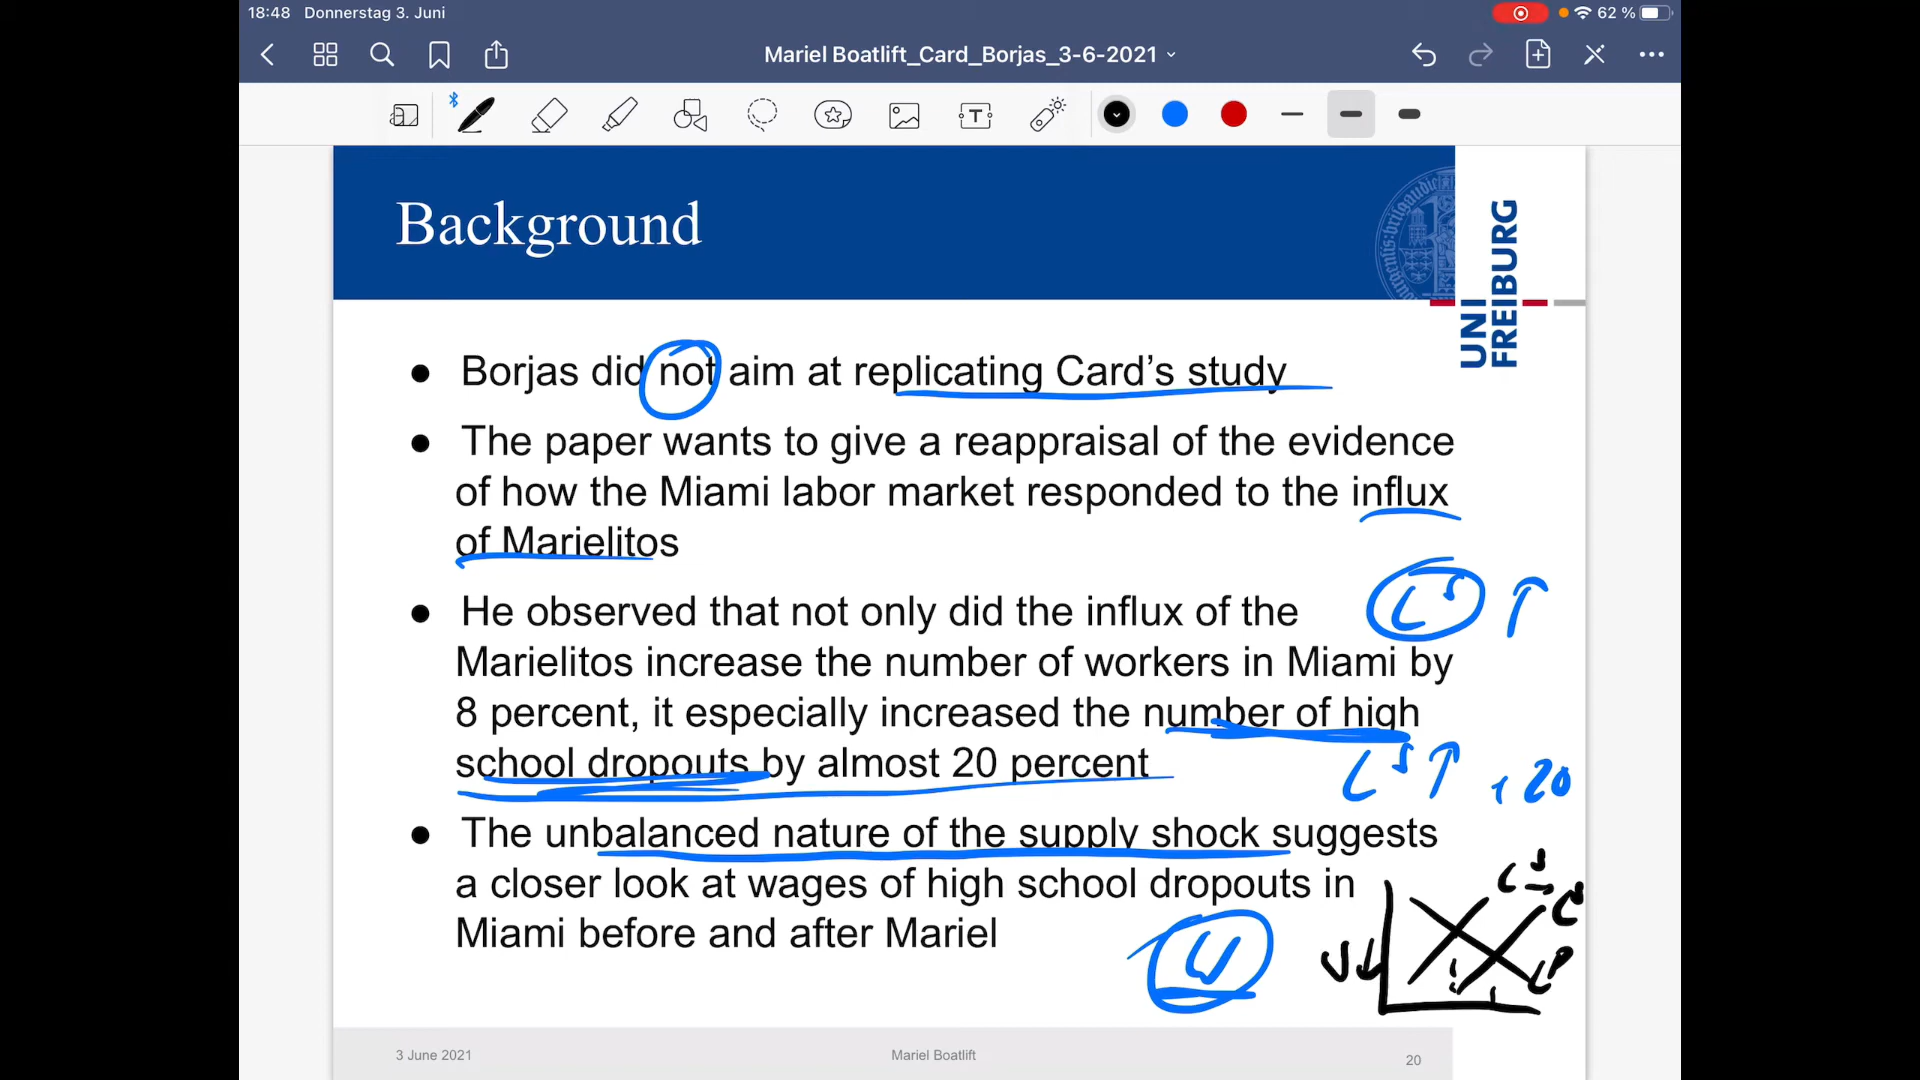 18:48 Donnerstag 3. Juni
62 %
Mariel Boatlift_Card_Borjas_3-6-2021
T
Background
UNI
FREIBURG
● Borjas did not aim at replicating Card’s study
● The paper wants to give a reappraisal of the evidence
of how the Miami labor market responded to the influx
of Marielitos
● He observed that not only did the influx of the
Marielitos increase the number of workers in Miami by
8 percent, it especially increased the number of high
school dropouts by almost 20 percent
● The unbalanced nature of the supply shock suggests
a closer look at wages of high school dropouts in
Miami before and after Mariel
L S ↑
L S ↑ +20
3 June 2021
Mariel Boatlift
20